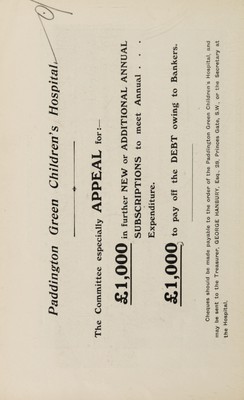 Paddington Green Children's Hospital.
The Committee especially APPEAL for:—
£1,000 in further NEW or ADDITIONAL ANNUAL
SUBSCRIPTIONS to meet Annual . . .
Expenditure.
£1,000 to pay off the DEBT owing to Bankers.
Cheques should be made payable to the order of the Paddington Green Children's Hospital, and
may be sent to the Treasurer, GEORGE HANBURY, Esq., 29, Princes Gate, S.W., or the Secretary at
the Hospital.